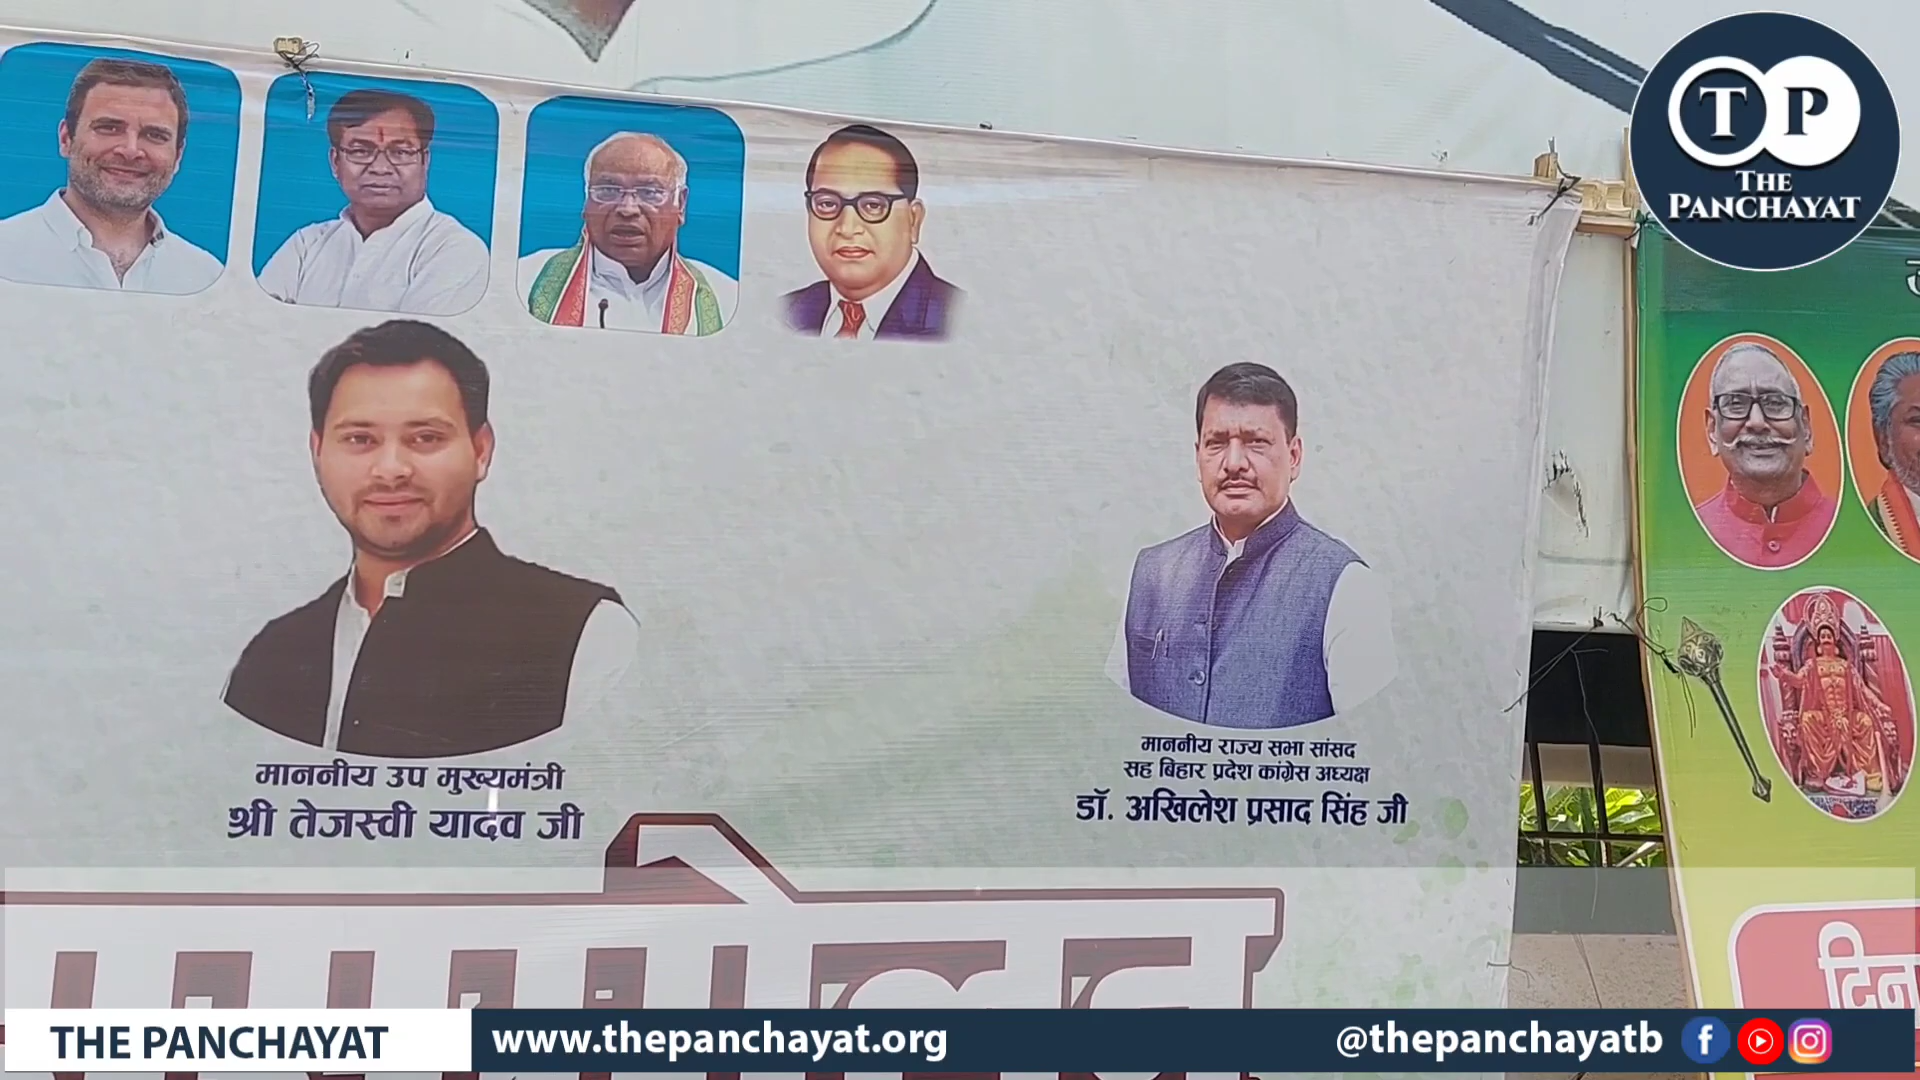 TP
THE
PANCHAYAT
माननीय उप मुख्यमंत्री
श्री तेजस्वी यादव जी
माननीय राज्य सभा सांसद
सह बिहार प्रदेश कांग्रेस अध्यक्ष
डॉ. अखिलेश प्रसाद सिंह जी
THE PANCHAYAT
www.thepanchayat.org
@thepanchayatb